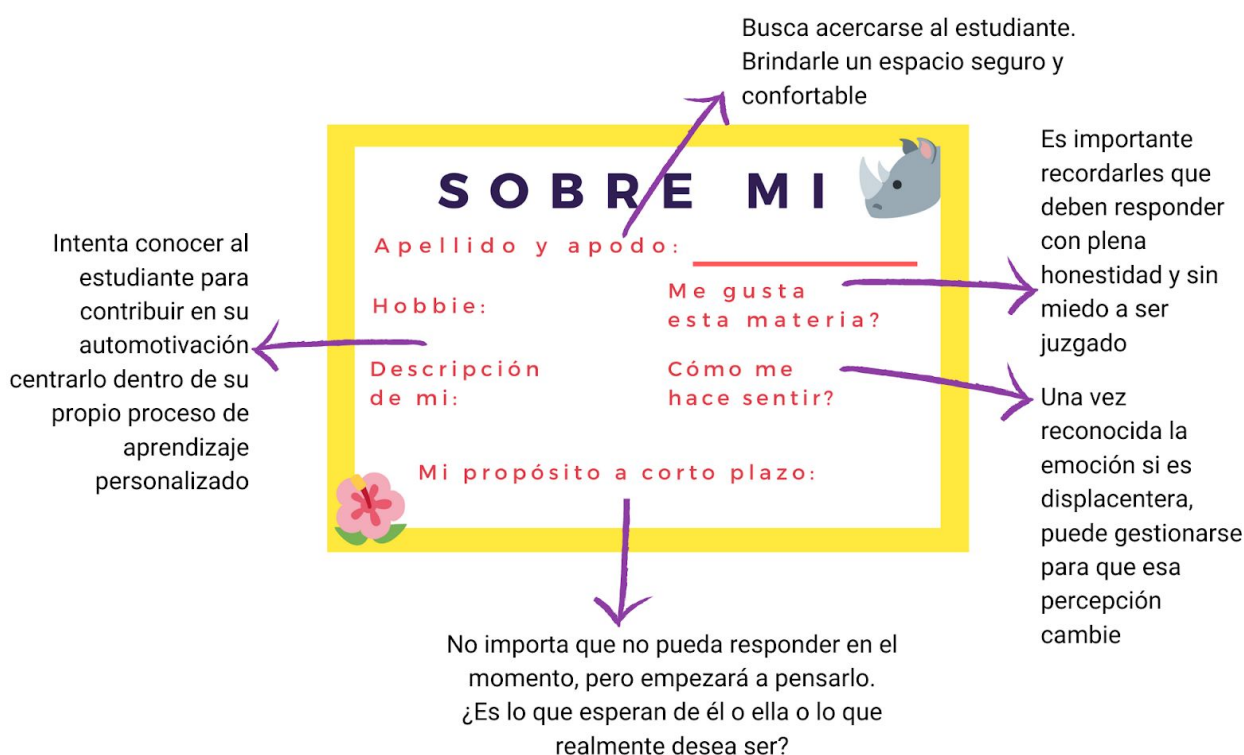 Busca acercarse al estudiante.
Brindarle un espacio seguro y
confortable
SOBRE MI
Apellido y apodo:
Hobbie:
Descripción
de mi:
Me gusta
esta materia?
Cómo me
hace sentir?
Mi propósito a corto plazo:
Intenta conocer al
estudiante para
contribuir en su
automotivación
centrarlo dentro de su
propio proceso de
aprendizaje
personalizado
Es importante
recordarles que
deben responder
con plena
honestidad y sin
miedo a ser
juzgado
Una vez
reconocida la
emoción si es
displacentera,
puede gestionarse
para que esa
percepción
cambie
No importa que no pueda responder en el
momento, pero empezará a pensarlo.
¿Es lo que esperan de él o ella o lo que
realmente desea ser?